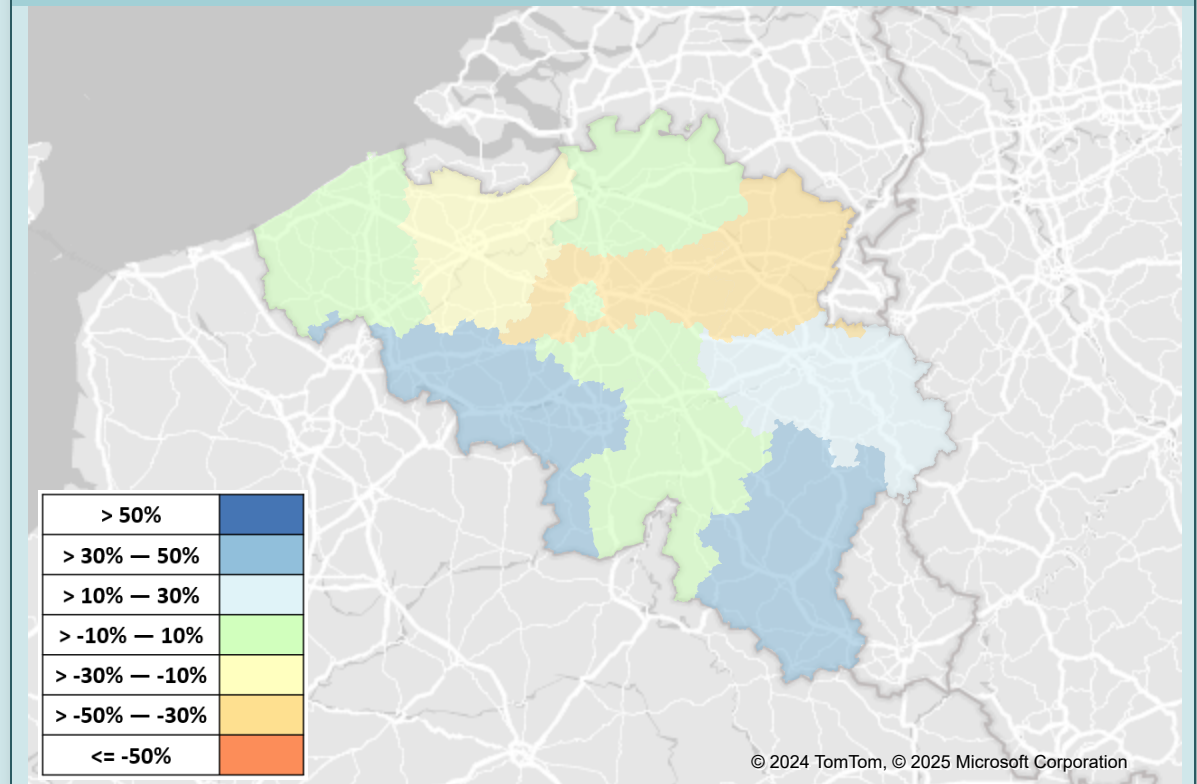 > 50%
> 30% — 50%
> 10% — 30%
> -10% — 10%
> -30% — -10%
> -50% — -30%
<= -50%
© 2024 TomTom, © 2025 Microsoft Corporation